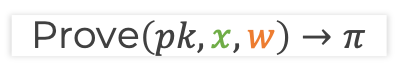 Prove(pk, x, w) → π